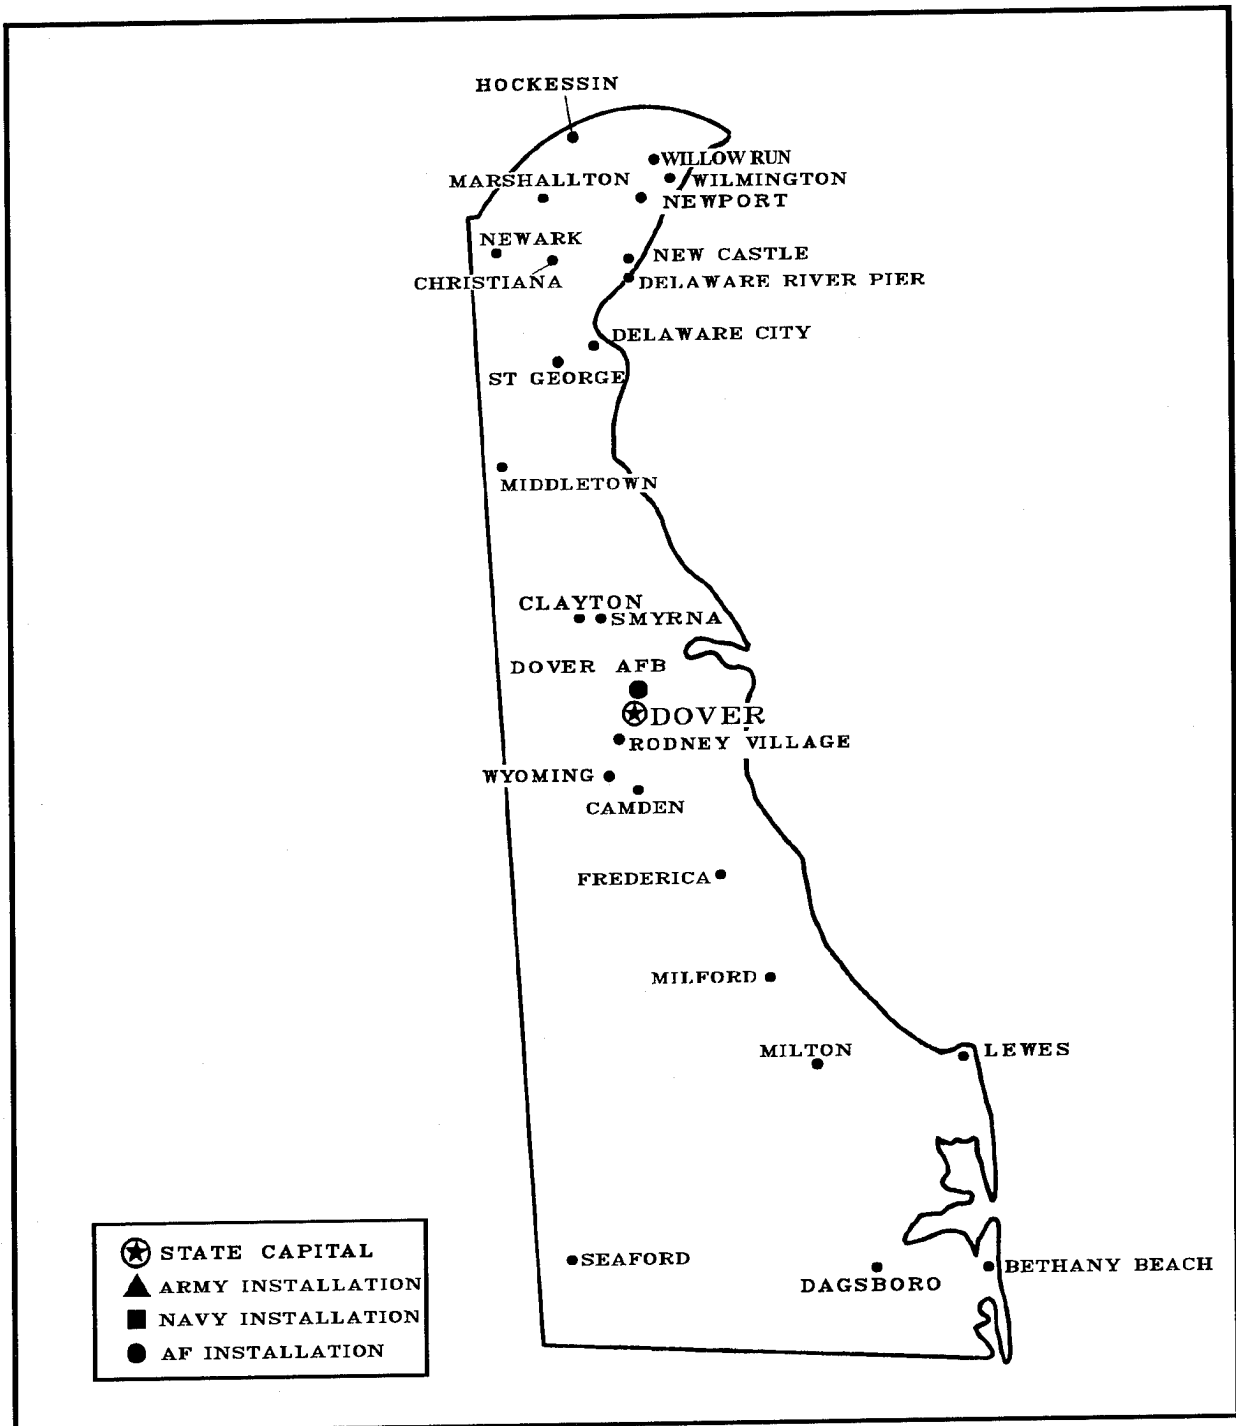 HOCKESSIN
WILLOW RUN
MARSHALLTON
WILMINGTON
NEWPORT
NEWARK
NEW CASTLE
CHRISTIANA
DELAWARE RIVER PIER
DELAWARE CITY
ST GEORGE
MIDDLETOWN
CLAYTON
SMYRNA
DOVER AFB
DOVER
RODNEY VILLAGE
WYOMING
CAMDEN
FREDERICA
MILFORD
MILTON
LEWES
SEAFORD
DAGSBORO
BETHANY BEACH
STATE CAPITAL
ARMY INSTALLATION
NAVY INSTALLATION
AF INSTALLATION